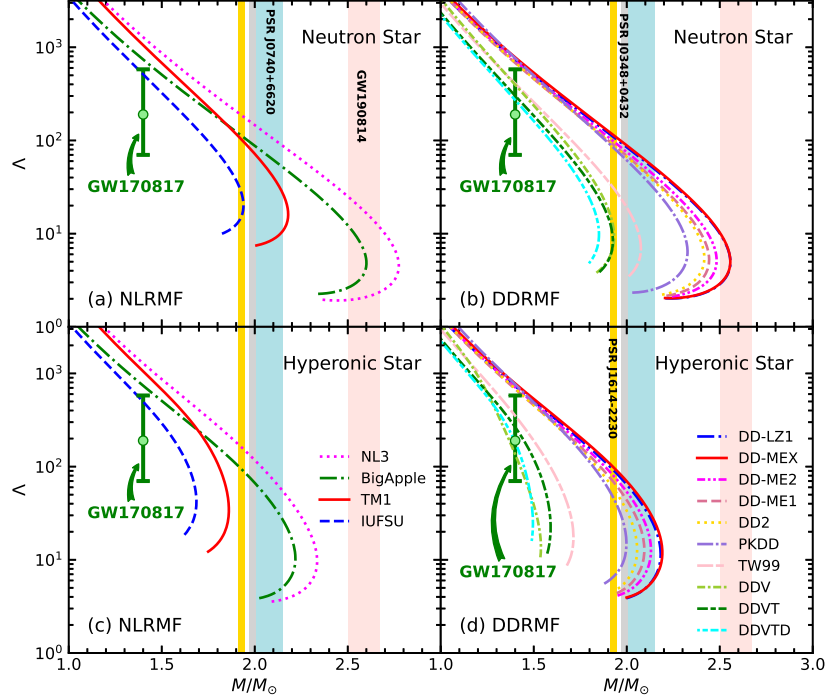 10³
10²
10¹
10⁰
Λ
Neutron Star
PSR J0740+6620
GW190814
GW170817
(a) NLRMF
Neutron Star
PSR J0348+0432
GW170817
(b) DDRMF
10³
10²
10¹
10⁰
Λ
Hyperonic Star
NL3
BigApple
TM1
IUFSU
GW170817
(c) NLRMF
1.0
1.5
2.0
2.5
M/M⊙
Hyperonic Star
PSR J1614-2230
DD-LZ1
DD-MEX
DD-ME2
DD-ME1
DD2
PKDD
TW99
DDV
DDVT
DDVTD
GW170817
(d) DDRMF
1.0
1.5
2.0
2.5
3.0
M/M⊙